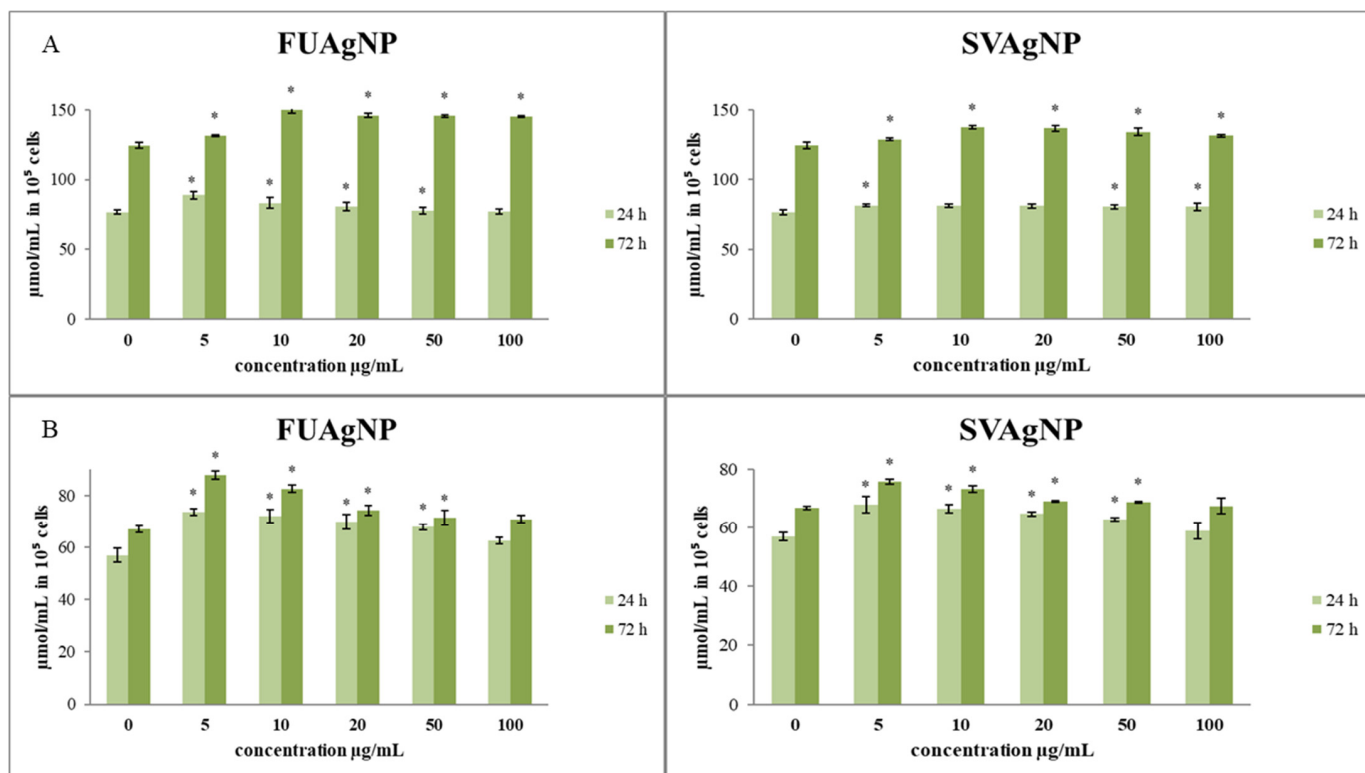 A
FUAgNP
* * * * *
* * * *
150
100
50
0
µmol/mL in 10⁵ cells
0 5 10 20 50 100
concentration µg/mL
24 h
72 h
SVAgNP
* * * * *
* * *
150
100
50
0
µmol/mL in 10⁵ cells
0 5 10 20 50 100
concentration µg/mL
24 h
72 h
B
FUAgNP
* * * *
* * * *
80
60
40
20
0
µmol/mL in 10⁵ cells
0 5 10 20 50 100
concentration µg/mL
24 h
72 h
SVAgNP
* * * *
* * * *
80
60
40
20
0
µmol/mL in 10⁵ cells
0 5 10 20 50 100
concentration µg/mL
24 h
72 h